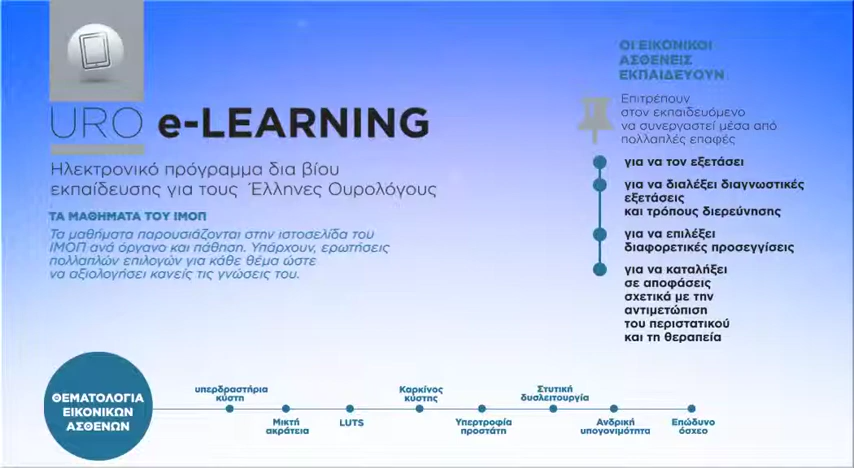 URO e-LEARNING
Ηλεκτρονικό πρόγραμμα δια βίου
εκπαίδευσης για τους Έλληνες Ουρολόγους
ΤΑ ΜΑΘΗΜΑΤΑ ΤΟΥ ΙΜΟΠ
Τα μαθήματα παρουσιάζονται στην ιστοσελίδα του
ΙΜΟΠ ανά όργανο και πάθηση. Υπάρχουν, ερωτήσεις
πολλαπλών επιλογών για κάθε θέμα ώστε
να αξιολογήσει κανείς τις γνώσεις του.
ΟΙ ΕΙΚΟΝΙΚΟΙ
ΑΣΘΕΝΕΙΣ
ΕΚΠΑΙΔΕΥΟΥΝ
Επιτρέπουν
στον εκπαιδευόμενο
να συνεργαστεί μέσα από
πολλαπλές επαφές
για να τον εξετάσει
για να διαλέξει διαγνωστικές
εξετάσεις
και τρόπους διερεύνησης
για να επιλέξει
διαφορετικές προσεγγίσεις
για να καταλήξει
σε αποφάσεις
σχετικά με την
αντιμετώπιση
του περιστατικού
και τη θεραπεία
ΘΕΜΑΤΟΛΟΓΙΑ
ΕΙΚΟΝΙΚΩΝ
ΑΣΘΕΝΩΝ
υπερδραστήρια
κύστη
Μικτή
ακράτεια
LUTS
Καρκίνος
κύστης
Υπερτροφία
προστάτη
Στυτική
δυσλειτουργία
Ανδρική
υπογονιμότητα
Επώδυνο
όσχεο